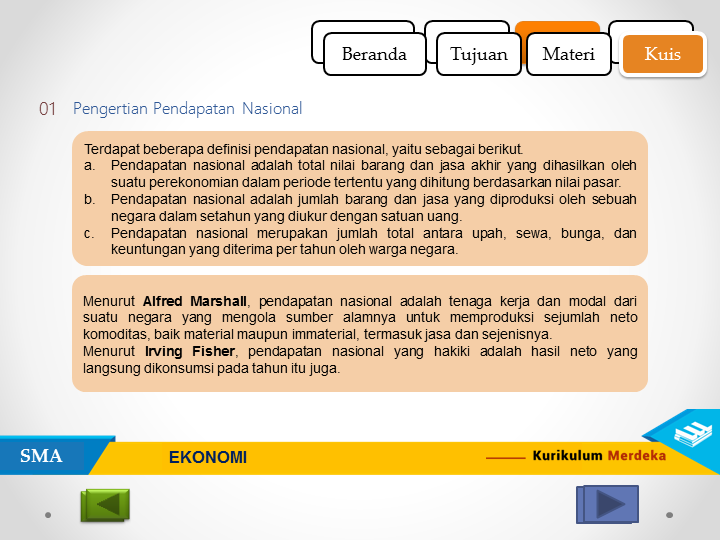 Beranda Tujuan Materi Kuis
01 Pengertian Pendapatan Nasional
Terdapat beberapa definisi pendapatan nasional, yaitu sebagai berikut.
a. Pendapatan nasional adalah total nilai barang dan jasa akhir yang dihasilkan oleh
suatu perekonomian dalam periode tertentu yang dihitung berdasarkan nilai pasar.
b. Pendapatan nasional adalah jumlah barang dan jasa yang diproduksi oleh sebuah
negara dalam setahun yang diukur dengan satuan uang.
c. Pendapatan nasional merupakan jumlah total antara upah, sewa, bunga, dan
keuntungan yang diterima per tahun oleh warga negara.
Menurut Alfred Marshall, pendapatan nasional adalah tenaga kerja dan modal dari
suatu negara yang mengola sumber alamnya untuk memproduksi sejumlah neto
komoditas, baik material maupun immaterial, termasuk jasa dan sejenisnya.
Menurut Irving Fisher, pendapatan nasional yang hakiki adalah hasil neto yang
langsung dikonsumsi pada tahun itu juga.
SMA EKONOMI Kurikulum Merdeka